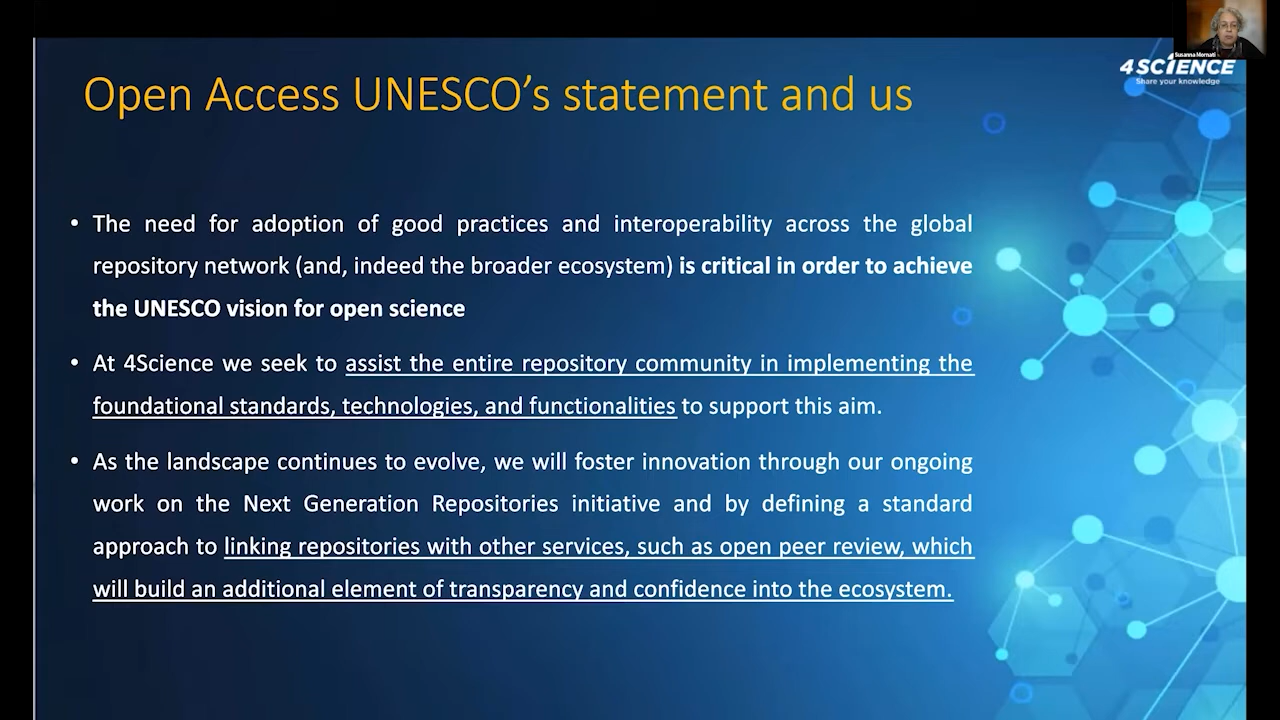 Susanna Mornati
4SCIENCE
Share your knowledge
Open Access UNESCO’s statement and us
• The need for adoption of good practices and interoperability across the global
repository network (and, indeed the broader ecosystem) is critical in order to achieve
the UNESCO vision for open science
• At 4Science we seek to assist the entire repository community in implementing the
foundational standards, technologies, and functionalities to support this aim.
• As the landscape continues to evolve, we will foster innovation through our ongoing
work on the Next Generation Repositories initiative and by defining a standard
approach to linking repositories with other services, such as open peer review, which
will build an additional element of transparency and confidence into the ecosystem.